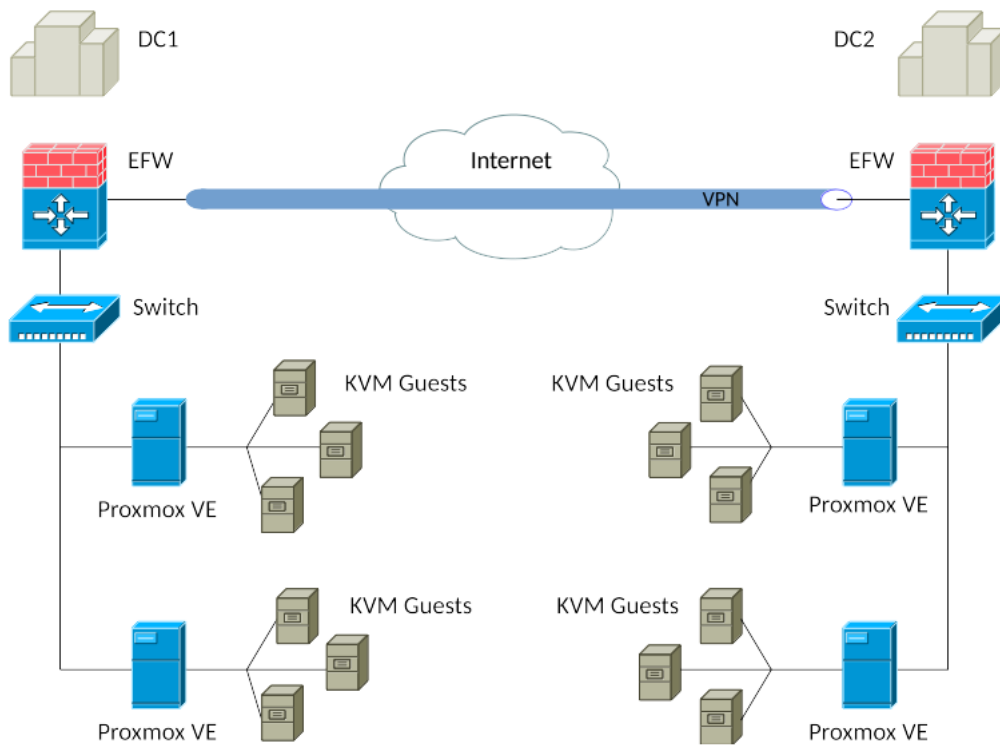 DC1
DC2
EFW
Internet
EFW
VPN
Switch
Switch
KVM Guests
KVM Guests
Proxmox VE
Proxmox VE
KVM Guests
KVM Guests
Proxmox VE
Proxmox VE